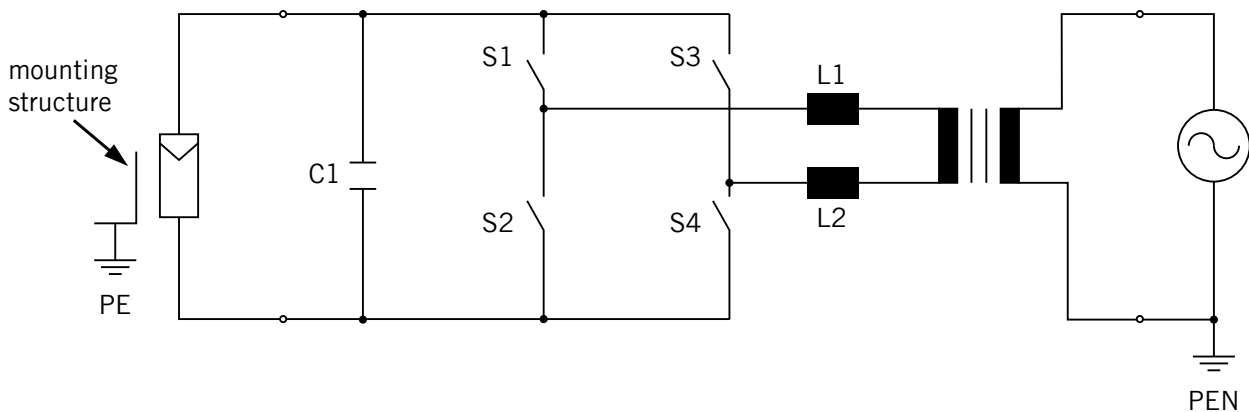 mounting
structure
PE
C1
S1
S2
S3
S4
L1
L2
PEN